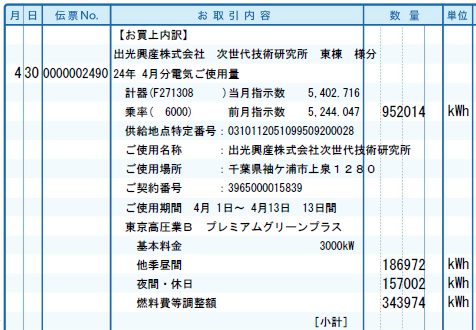 月 日 伝票No. お取引内容 数量 単位
【お買上内訳】
出光興産株式会社 次世代技術研究所 東棟 様分
4 30 0000002490 24年 4月分電気ご使用量
計器(F271308 )当月指示数 5,402.716
乗率( 6000) 前月指示数 5,244.047 952014 kWh
供給地点特定番号：0310112051099509200028
ご使用名称 ：出光興産株式会社次世代技術研究所
ご使用場所 ：千葉県袖ケ浦市上泉１２８０
ご契約番号 ：3965000015839
ご使用期間 4月 1日～ 4月13日 13日間
東京高圧業Ｂ プレミアムグリーンプラス
基本料金 3000kW
他季昼間 186972 kWh
夜間・休日 157002 kWh
燃料費等調整額 343974 kWh
[小計]